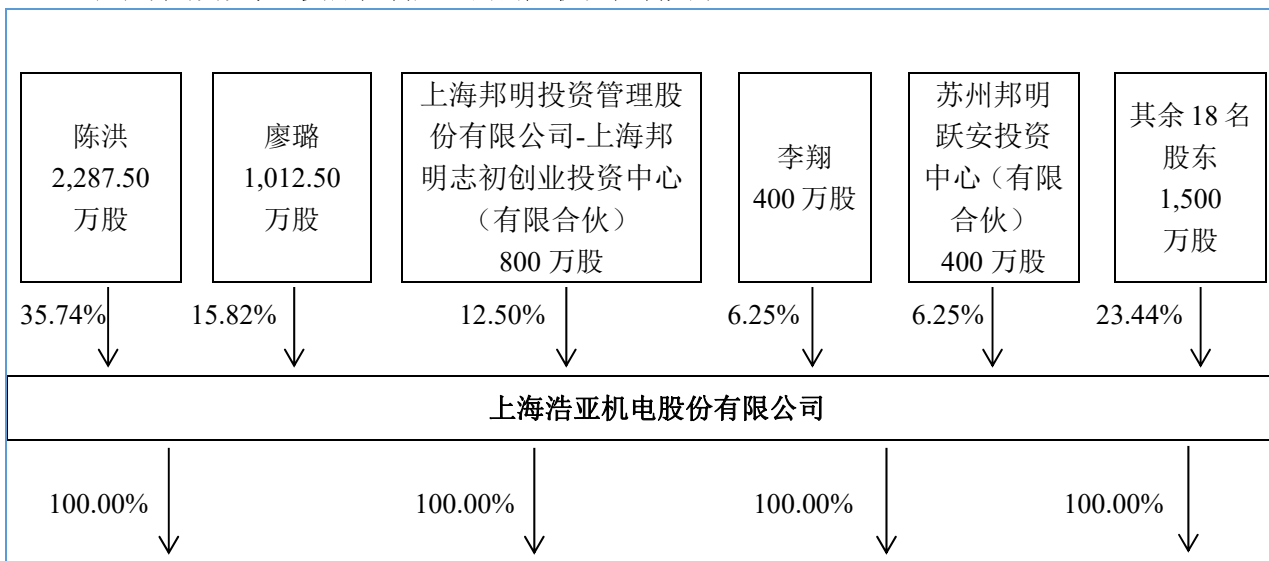 陈洪
2,287.50
万股
廖璐
1,012.50
万股
上海邦明投资管理股
份有限公司-上海邦
明志初创业投资中心
（有限合伙）
800 万股
李翔
400 万股
苏州邦明
跃安投资
中心（有限
合伙）
400 万股
其余 18 名
股东
1,500
万股
35.74%
15.82%
12.50%
6.25%
6.25%
23.44%
上海浩亚机电股份有限公司
100.00%
100.00%
100.00%
100.00%